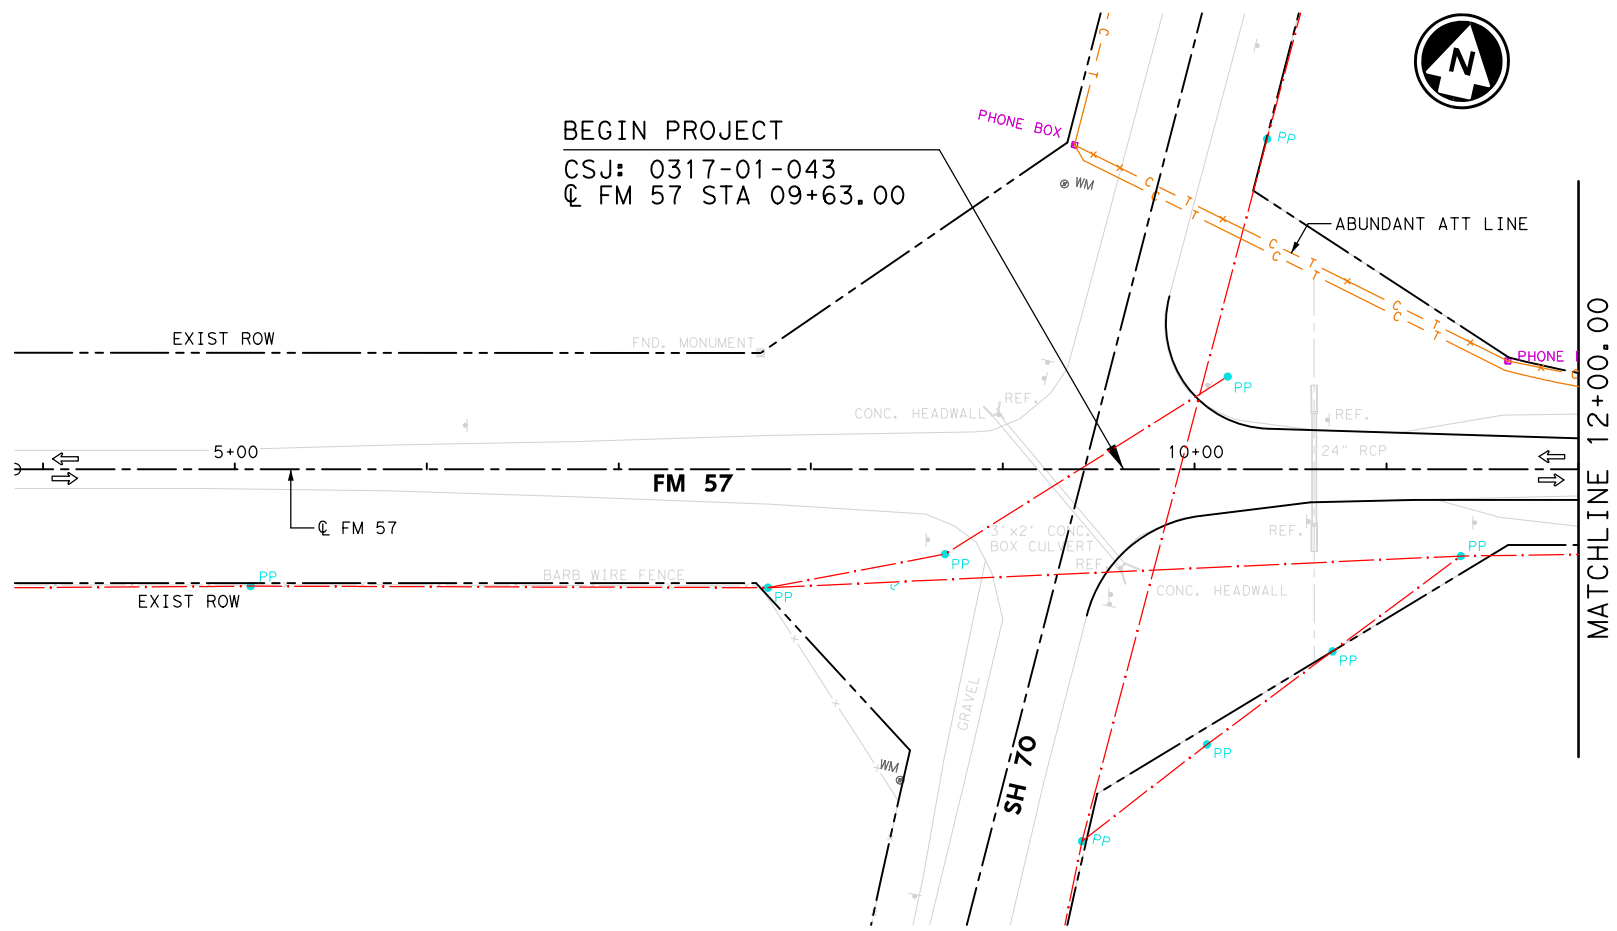 N
PHONE BOX
PP
BEGIN PROJECT
CSJ: 0317-01-043
℄ FM 57 STA 09+63.00
WM
C
T
C
T
C
T
ABUNDANT ATT LINE
C
T
C
T
C
T
C
T
EXIST ROW
FND. MONUMENT
PHONE
C
PP
REF.
CONC. HEADWALL
REF.
5+00
10+00
24" RCP
FM 57
℄ FM 57
3'x2' CONC.
BOX CULVERT
REF.
PP
PP
REF.
PP
BARB WIRE FENCE
PP
CONC. HEADWALL
EXIST ROW
MATCHLINE 12+00.00
PP
GRAVEL
SH 70
PP
WM
PP